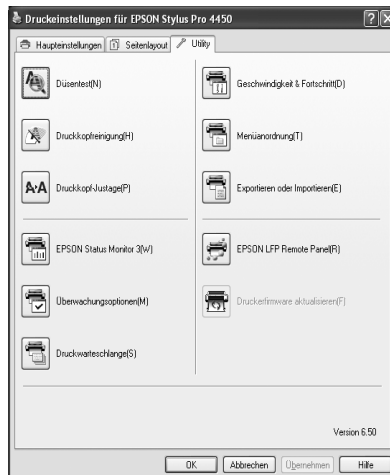 Druckeinstellungen für EPSON Stylus Pro 4450
Haupteinstellungen Seitenlayout Utility
Düsentest(N)
Druckkopfreinigung(H)
Druckkopf-Justage(P)
EPSON Status Monitor 3(W)
Überwachungsoptionen(M)
Druckwarteschlange(S)
Geschwindigkeit & Fortschritt(D)
Menüanordnung(T)
Exportieren oder Importieren(E)
EPSON LFP Remote Panel(R)
Druckerfirmware aktualisieren(F)
Version 6.50
OK Abbrechen Übernehmen Hilfe